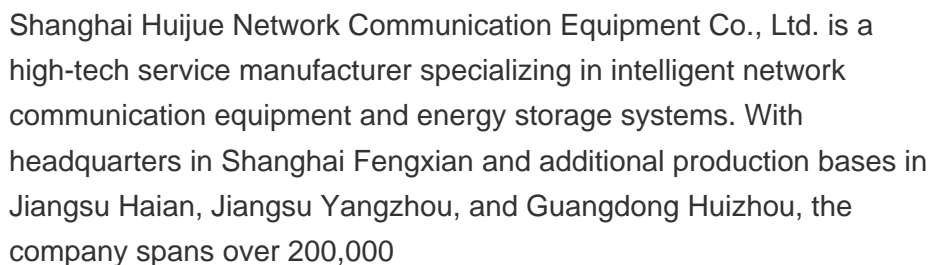 Shanghai Huijue Network Communication Equipment Co., Ltd. is a
high-tech service manufacturer specializing in intelligent network
communication equipment and energy storage systems. With
headquarters in Shanghai Fengxian and additional production bases in
Jiangsu Haian, Jiangsu Yangzhou, and Guangdong Huizhou, the
company spans over 200,000